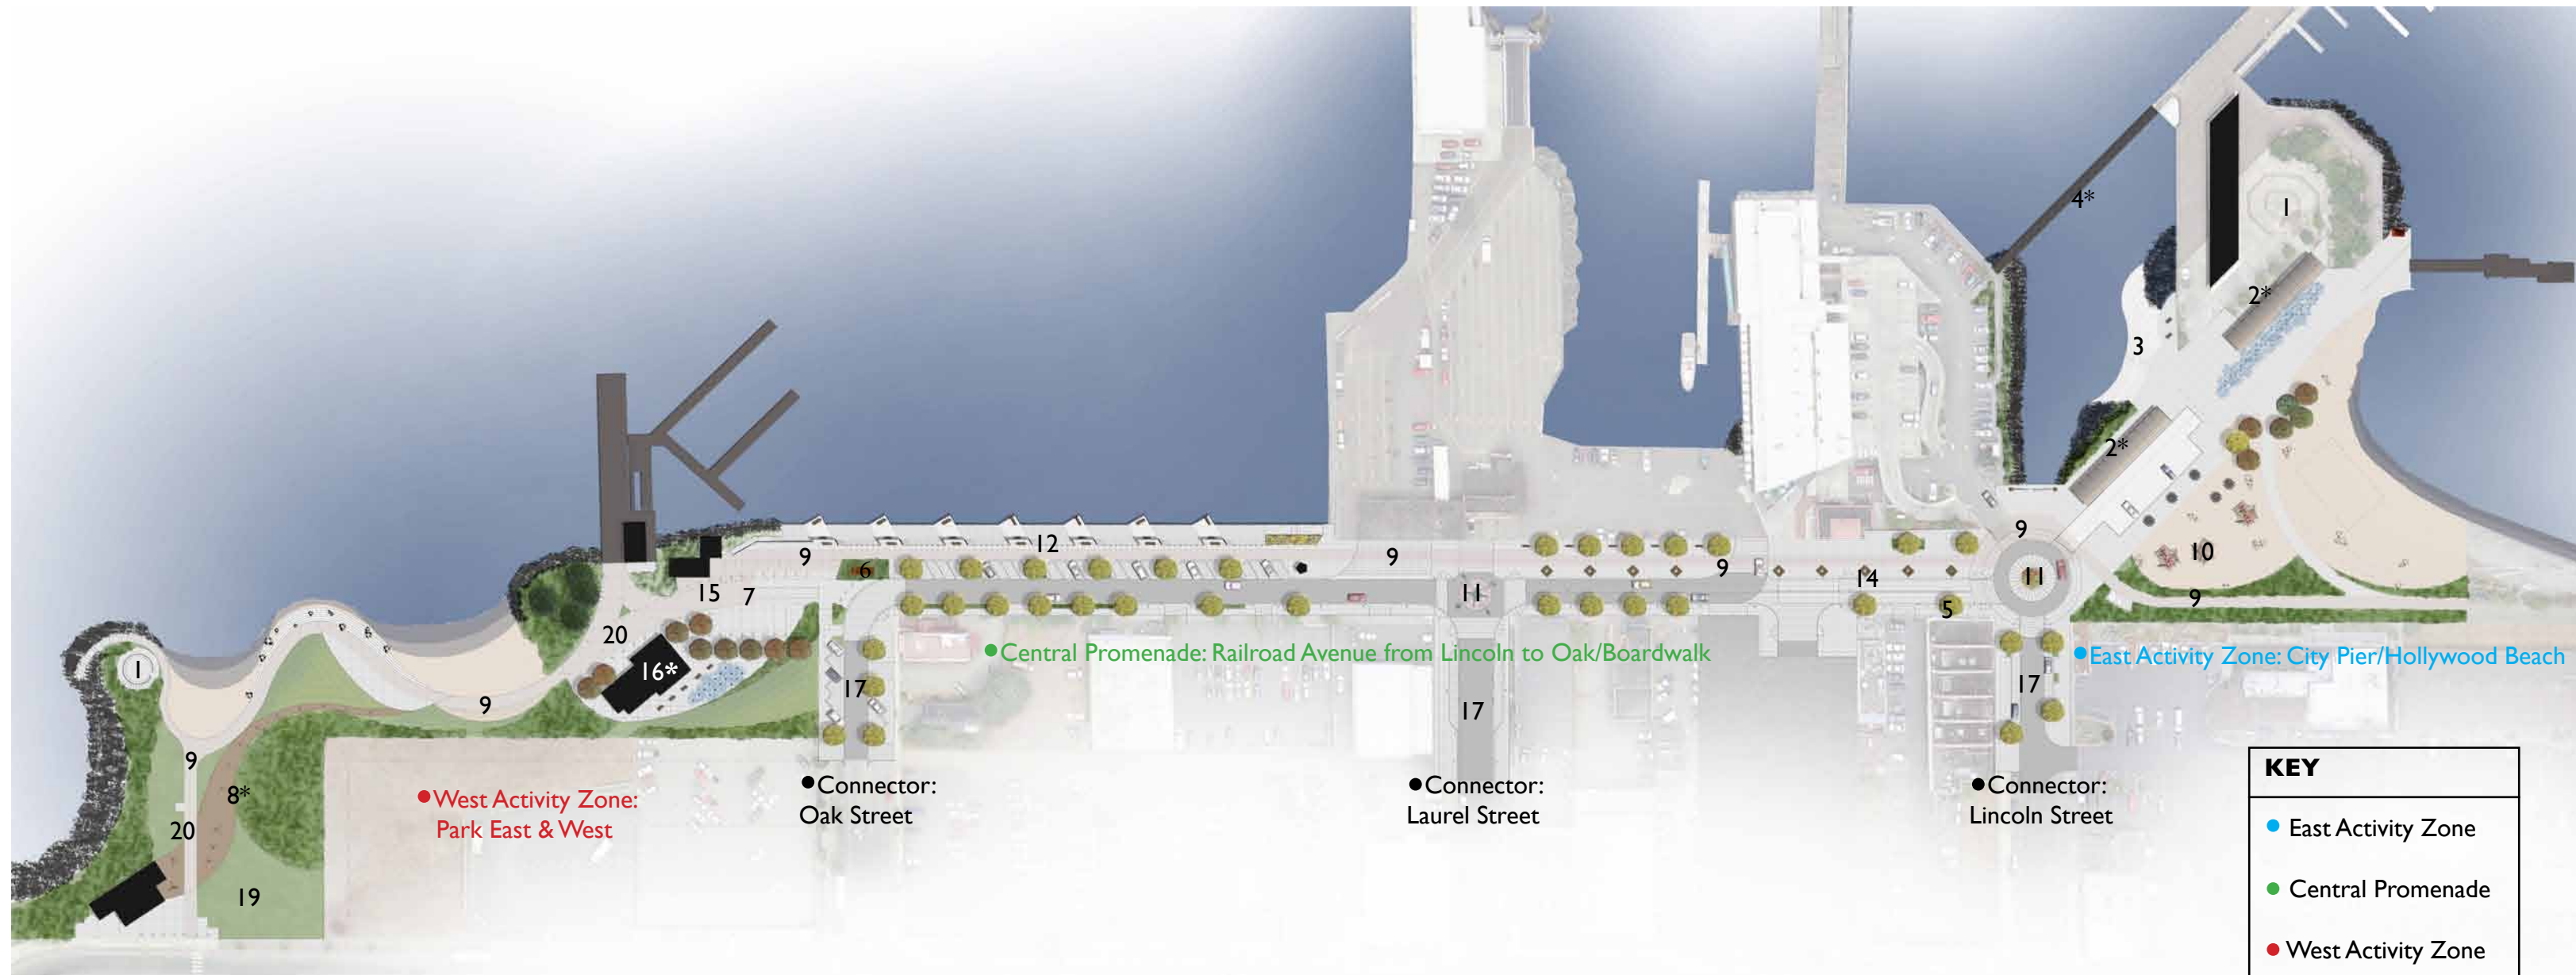 1
4*
2*
3
2*
12
9
9
6
9
9
14
11
11
9
10
9
5
15
7
20
16*
1
9
9
8*
20
19
17
17
17
•Central Promenade: Railroad Avenue from Lincoln to Oak/Boardwalk
•East Activity Zone: City Pier/Hollywood Beach
•West Activity Zone:
Park East & West
•Connector:
Oak Street
•Connector:
Laurel Street
•Connector:
Lincoln Street
KEY
• East Activity Zone
• Central Promenade
• West Activity Zone